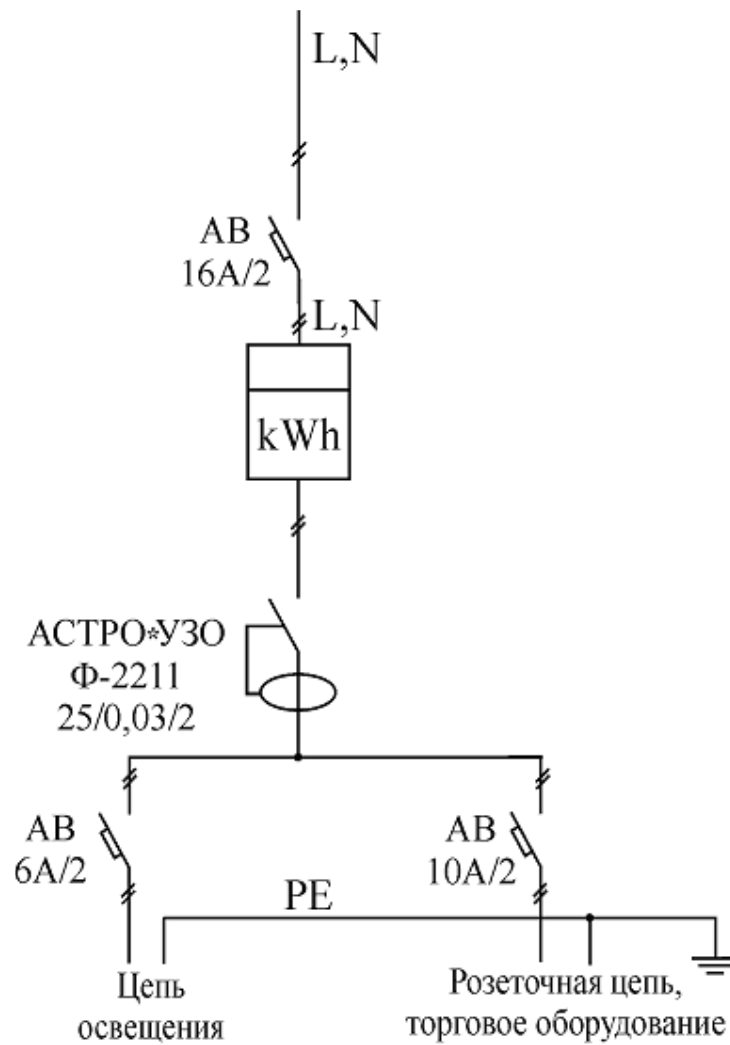 L,N
АВ
16А/2
L,N
kWh
АСТРО*УЗО
Ф-2211
25/0,03/2
АВ
6А/2
АВ
10А/2
PE
Цепь
освещения
Розеточная цепь,
торговое оборудование